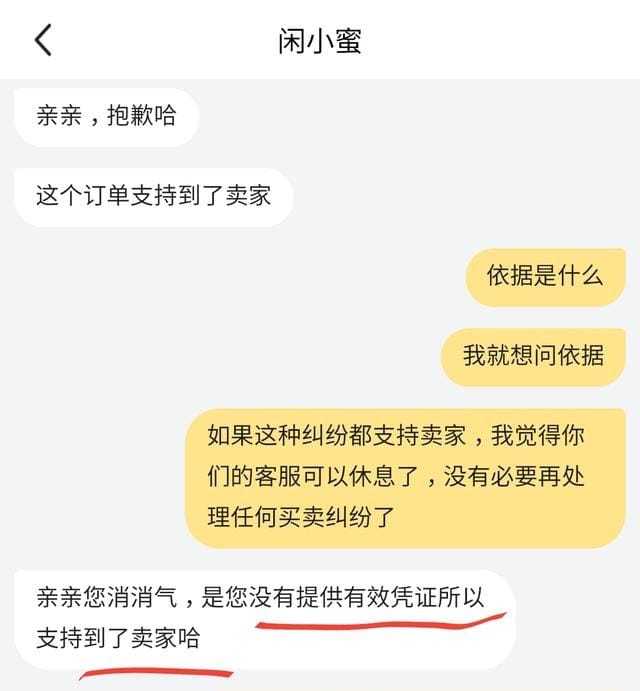 闲小蜜
亲亲，抱歉哈
这个订单支持到了卖家
依据是什么
我就想问依据
如果这种纠纷都支持卖家，我觉得你
们的客服可以休息了，没有必要再处
理任何买卖纠纷了
亲亲您消消气，是您没有提供有效凭证所以
支持到了卖家哈